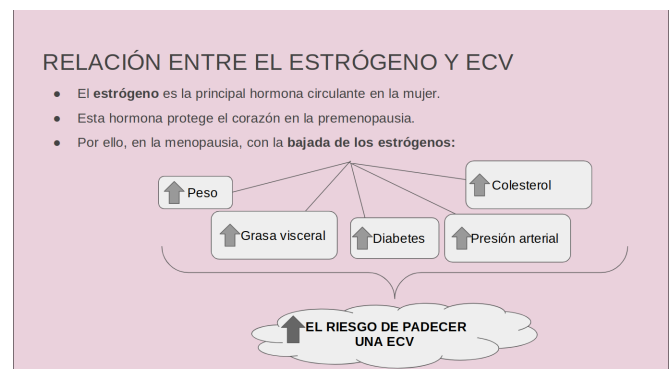 RELACIÓN ENTRE EL ESTRÓGENO Y ECV
● El estrógeno es la principal hormona circulante en la mujer.
● Esta hormona protege el corazón en la premenopausia.
● Por ello, en la menopausia, con la bajada de los estrógenos:
Peso
Colesterol
Grasa visceral
Diabetes
Presión arterial
EL RIESGO DE PADECER
UNA ECV